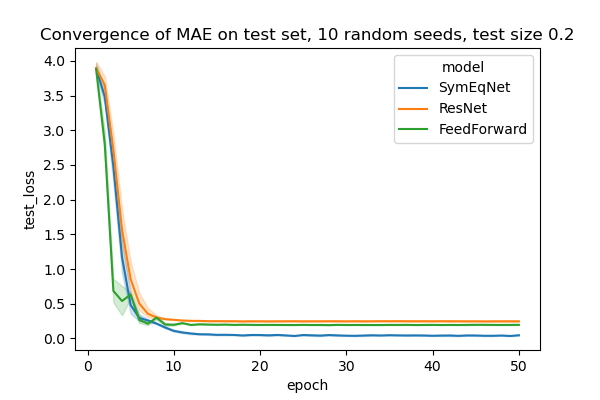 Convergence of MAE on test set, 10 random seeds, test size 0.2
4.0
3.5
3.0
2.5
2.0
1.5
1.0
0.5
0.0
test_loss
model
SymEqNet
ResNet
FeedForward
0 10 20 30 40 50
epoch